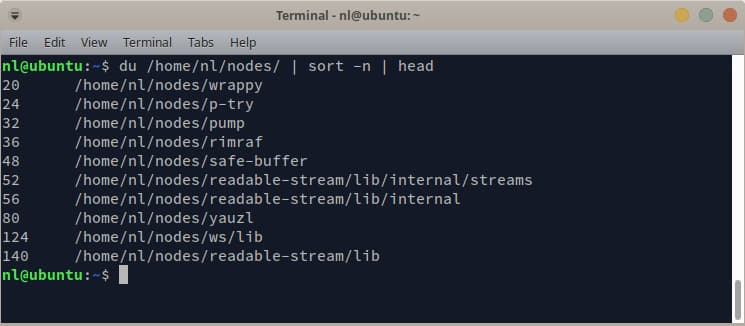 Terminal - nl@ubuntu: ~
File Edit View Terminal Tabs Help
nl@ubuntu:~$ du /home/nl/nodes/ | sort -n | head
20 /home/nl/nodes/wrappy
24 /home/nl/nodes/p-try
32 /home/nl/nodes/pump
36 /home/nl/nodes/rimraf
48 /home/nl/nodes/safe-buffer
52 /home/nl/nodes/readable-stream/lib/internal/streams
56 /home/nl/nodes/readable-stream/lib/internal
80 /home/nl/nodes/yauzl
124 /home/nl/nodes/ws/lib
140 /home/nl/nodes/readable-stream/lib
nl@ubuntu:~$